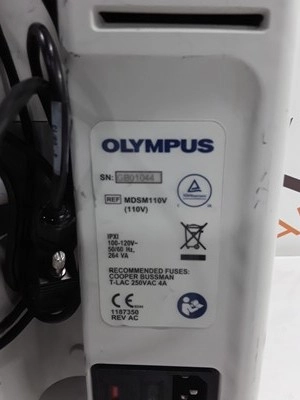 OLYMPUS
SN: GB01044
REF MDSM110V
(110V)
IPXI
100-120V~
50/60 Hz,
264 VA
RECOMMENDED FUSES:
COOPER BUSSMAN
T-LAC 250VAC 4A
CE
1187350
REV AC